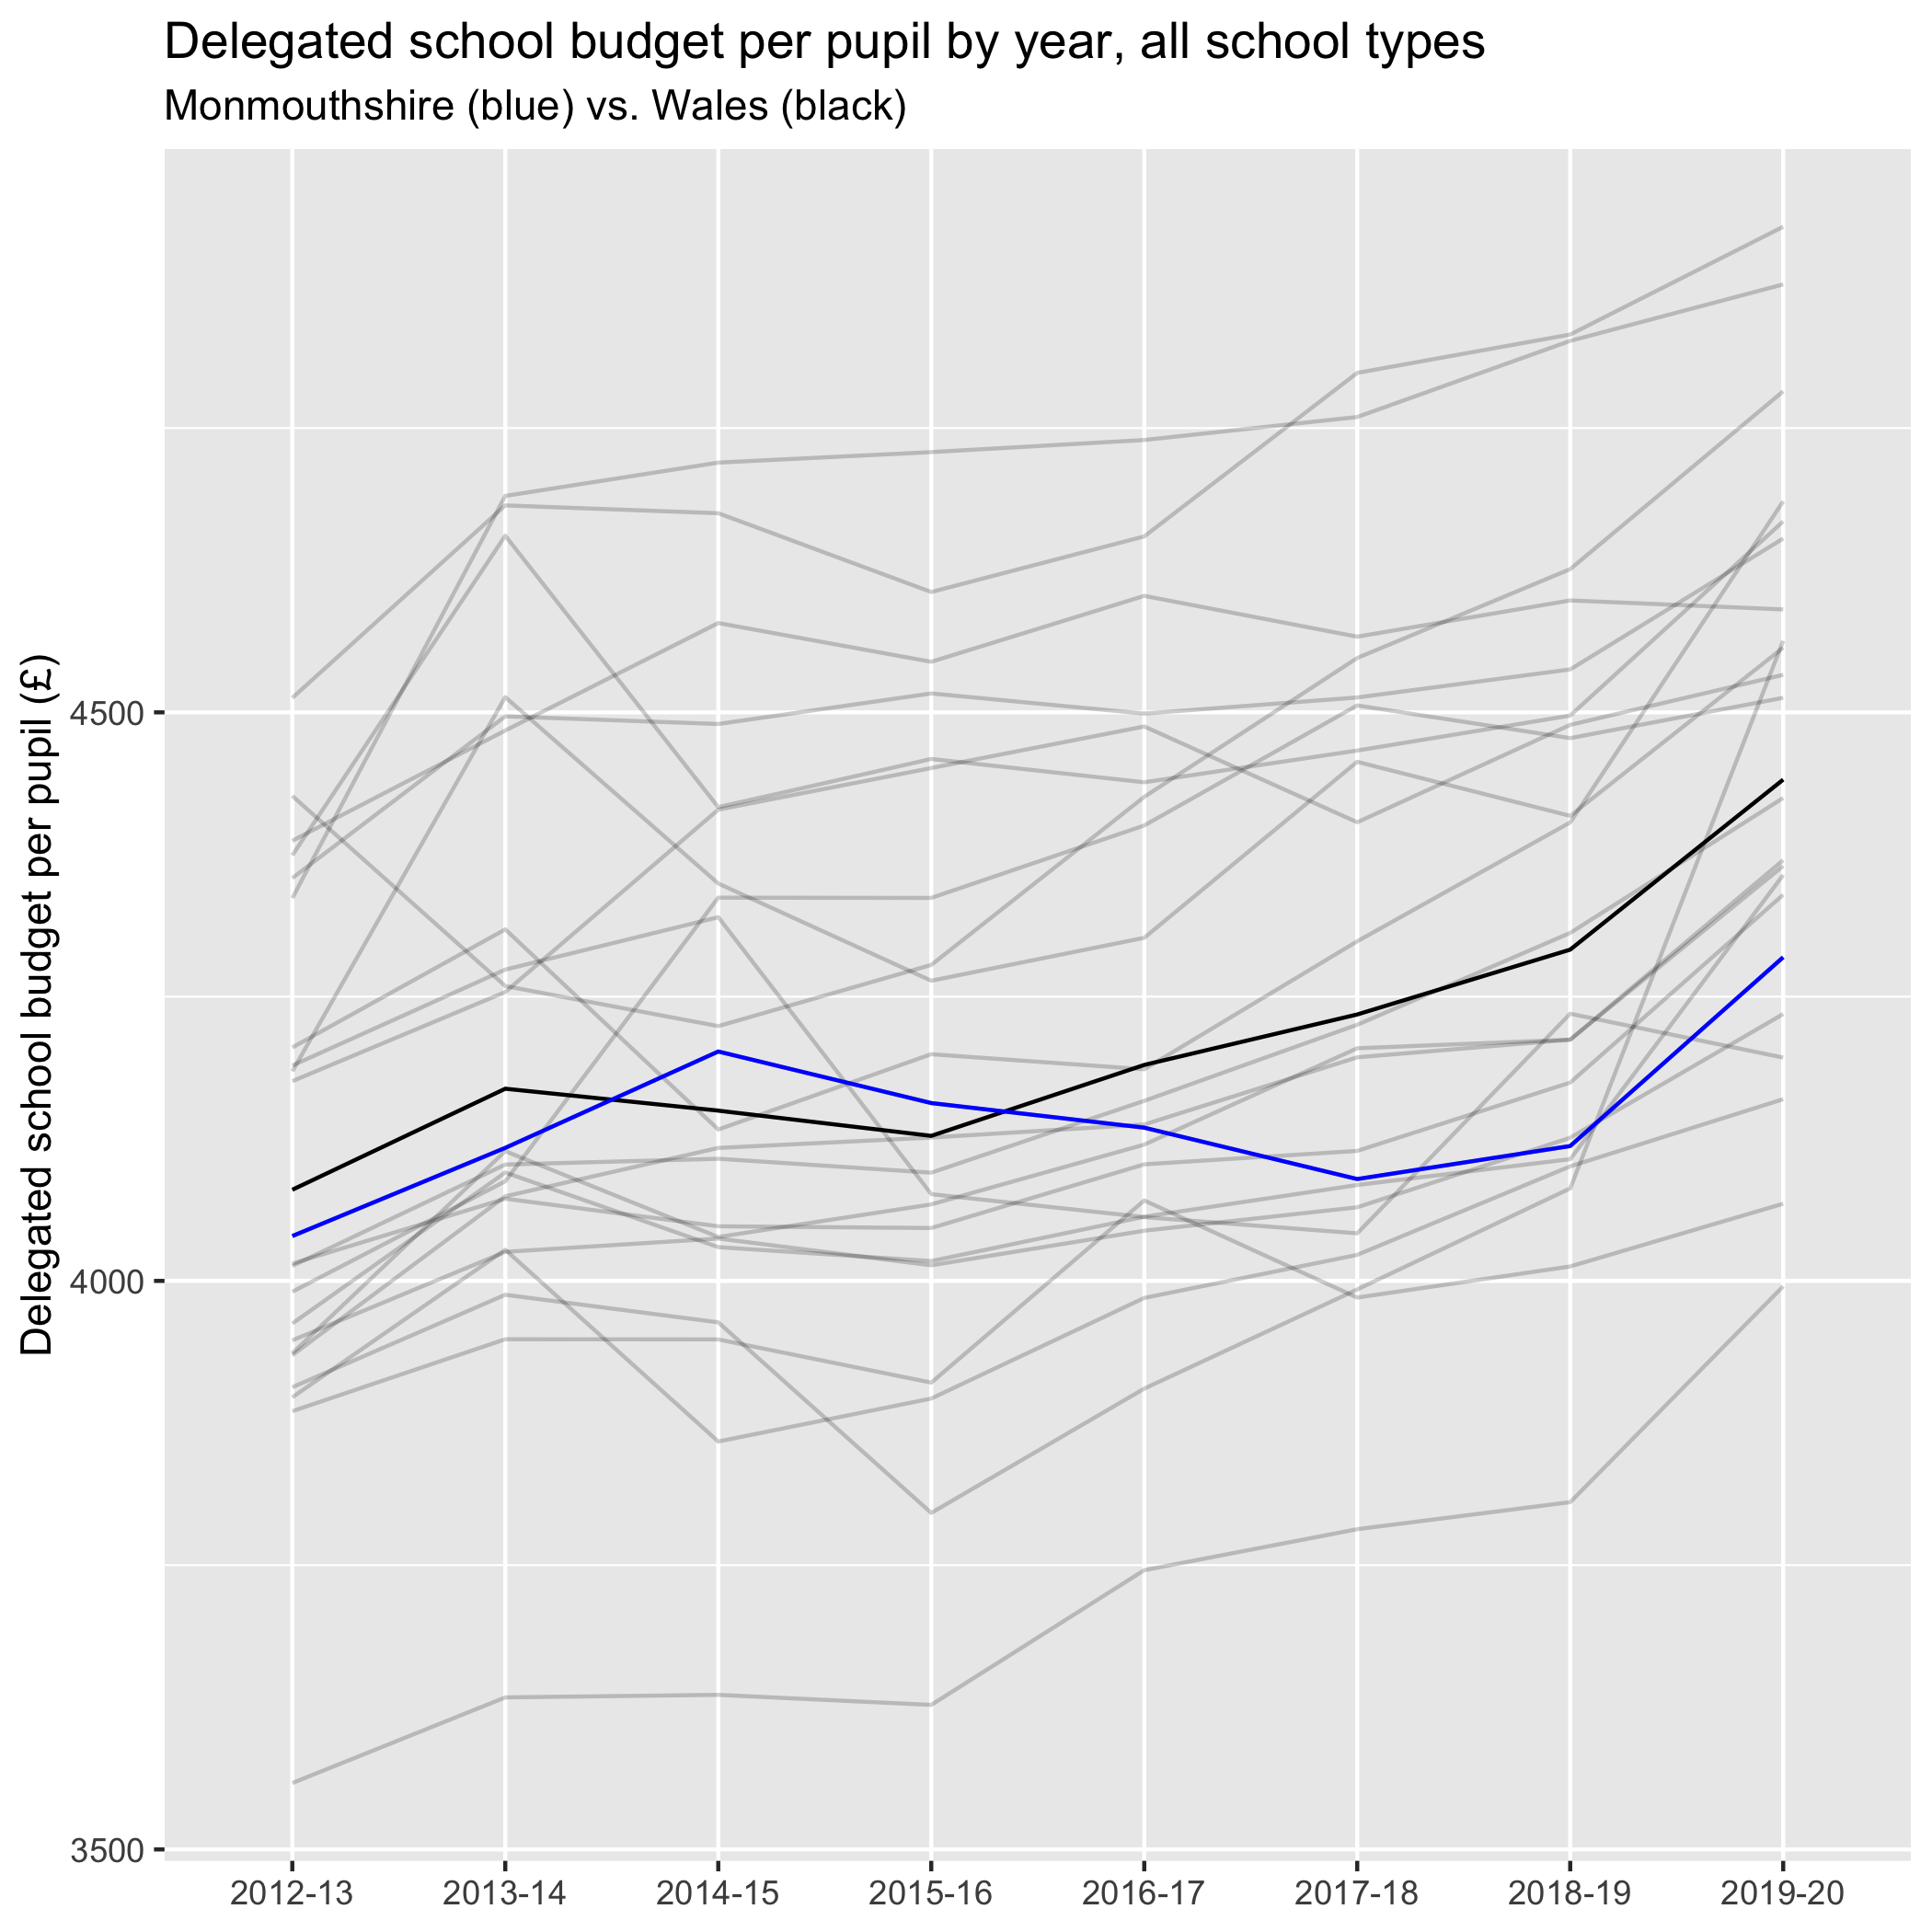 Delegated school budget per pupil by year, all school types
Monmouthshire (blue) vs. Wales (black)
Delegated school budget per pupil (£)
4500
4000
3500
2012-13 2013-14 2014-15 2015-16 2016-17 2017-18 2018-19 2019-20